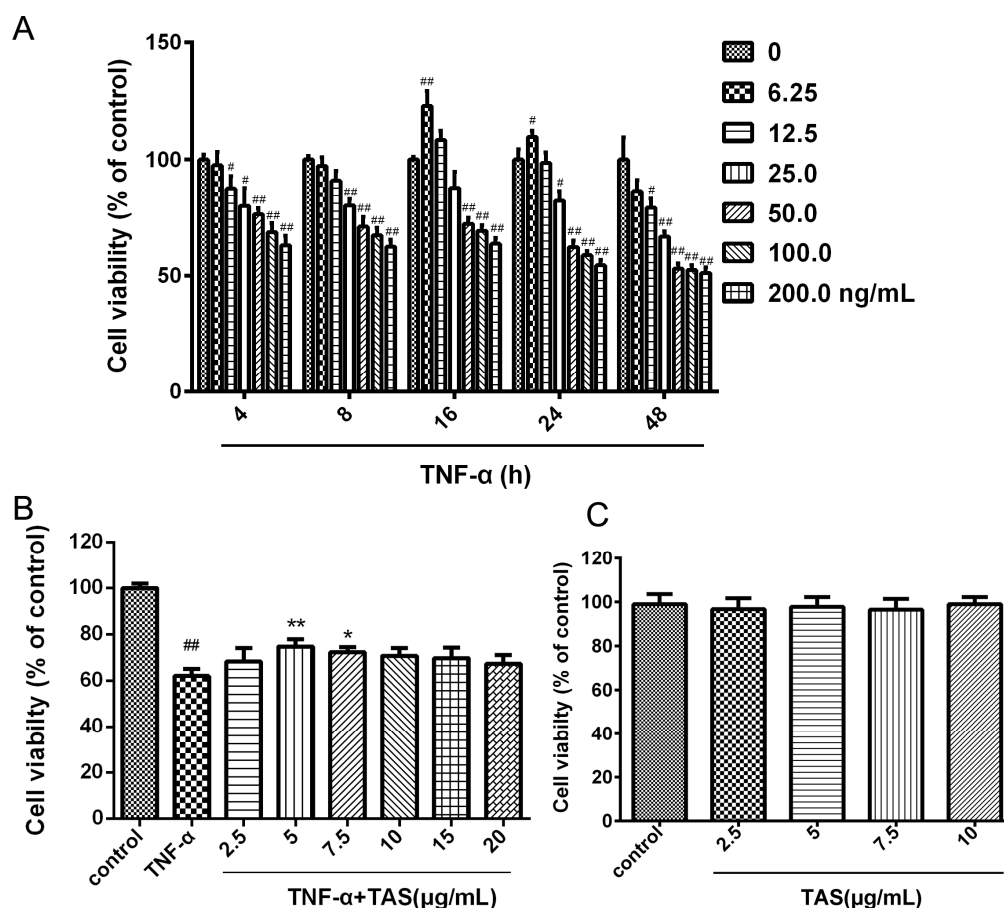 A
Cell viability (% of control)
150
100
50
0
# # ## ## ##
## ## ## ##
## ## ## ##
# # ## ## ##
# ## ## ## ##
4 8 16 24 48
TNF-α (h)
0
6.25
12.5
25.0
50.0
100.0
200.0 ng/mL
B
Cell viability (% of control)
120
100
80
60
40
20
0
## ** *
control TNF-α 2.5 5 7.5 10 15 20
TNF-α+TAS(μg/mL)
C
Cell viability (% of control)
120
100
80
60
40
20
0
control 2.5 5 7.5 10
TAS(μg/mL)